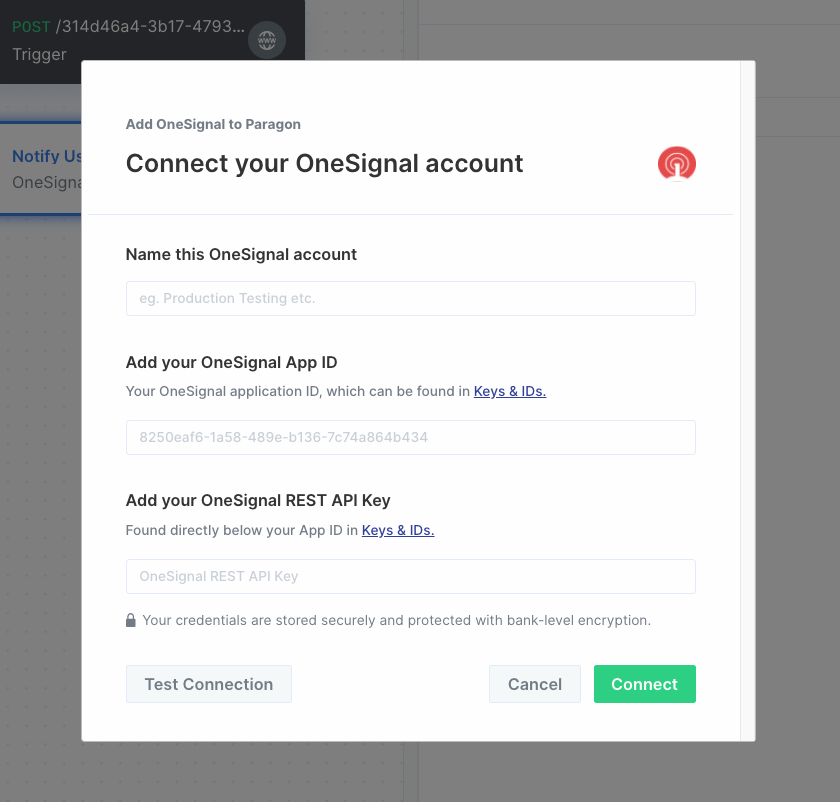 POST /314d46a4-3b17-4793...
www
Trigger
Notify Us
OneSigna
Add OneSignal to Paragon
Connect your OneSignal account
Name this OneSignal account
eg. Production Testing etc.
Add your OneSignal App ID
Your OneSignal application ID, which can be found in Keys & IDs.
8250eaf6-1a58-489e-b136-7c74a864b434
Add your OneSignal REST API Key
Found directly below your App ID in Keys & IDs.
OneSignal REST API Key
Your credentials are stored securely and protected with bank-level encryption.
Test Connection Cancel Connect